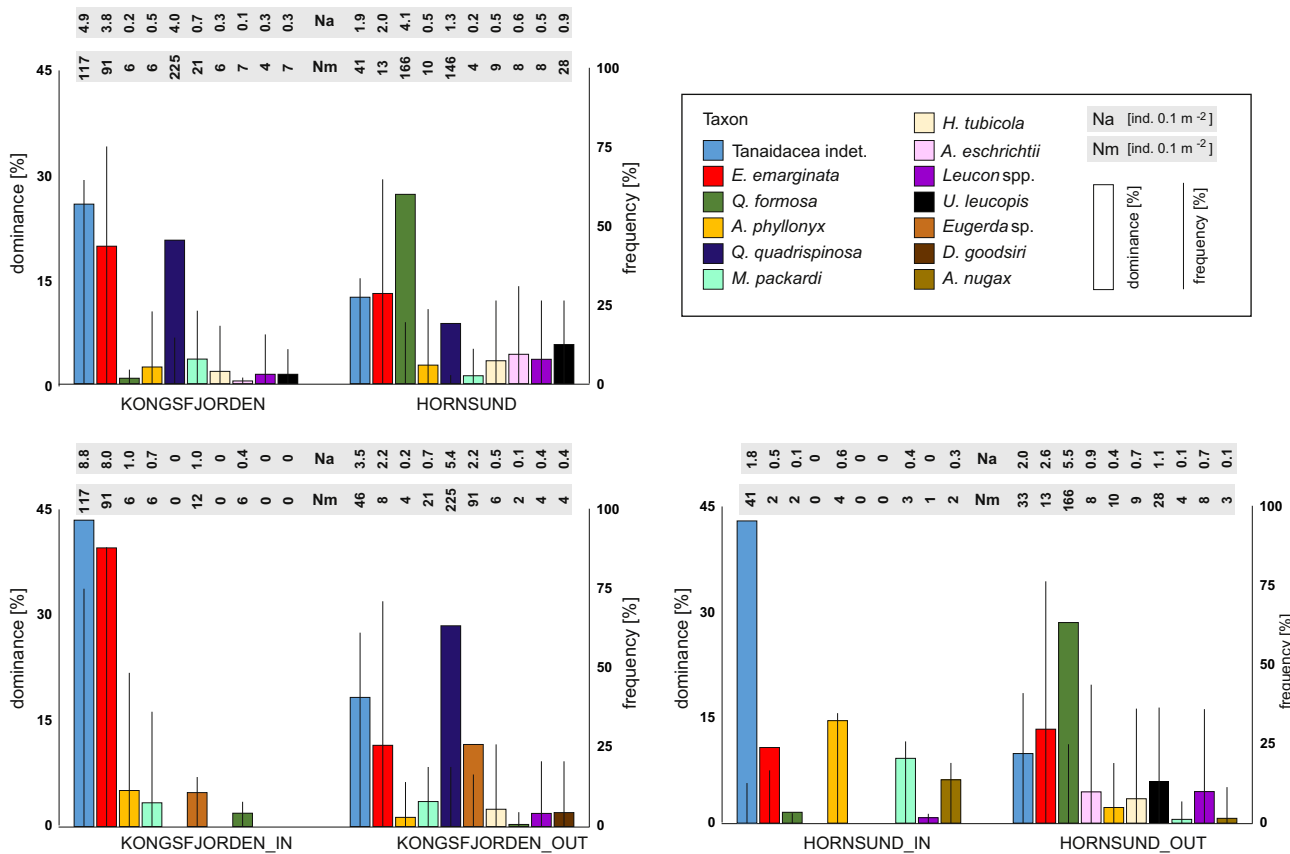 4.9 3.8 0.2 0.5 4.0 0.7 0.3 0.1 0.3 0.3 Na 1.9 2.0 4.1 0.5 1.3 0.2 0.5 0.6 0.5 0.9
117 91 6 6 225 21 6 7 4 7 Nm 41 13 166 10 146 4 9 8 8 28
45
30
15
0
dominance [%]
100
75
50
25
0
frequency [%]
KONGSFJORDEN HORNSUND
Taxon
Tanaidacea indet.
E. emarginata
Q. formosa
A. phyllonyx
Q. quadrispinosa
M. packardi
H. tubicola
A. eschrichtii
Leucon spp.
U. leucopis
Eugerda sp.
D. goodsiri
A. nugax
Na [ind. 0.1 m -2 ]
Nm [ind. 0.1 m -2 ]
dominance [%]
frequency [%]
8.8 8.0 1.0 0.7 0 1.0 0 0.4 0 0 Na 3.5 2.2 0.2 0.7 5.4 2.2 0.5 0.1 0.4 0.4
117 91 6 6 0 12 0 6 0 0 Nm 46 8 4 21 225 91 6 2 4 4
45
30
15
0
dominance [%]
100
75
50
25
0
frequency [%]
KONGSFJORDEN_IN KONGSFJORDEN_OUT
1.8 0.5 0.1 0 0.6 0 0 0.4 0 0.3 Na 2.0 2.6 5.5 0.9 0.4 0.7 1.1 0.1 0.7 0.1
41 2 2 0 4 0 0 3 1 2 Nm 33 13 166 8 10 9 28 4 8 3
45
30
15
0
dominance [%]
100
75
50
25
0
frequency [%]
HORNSUND_IN HORNSUND_OUT